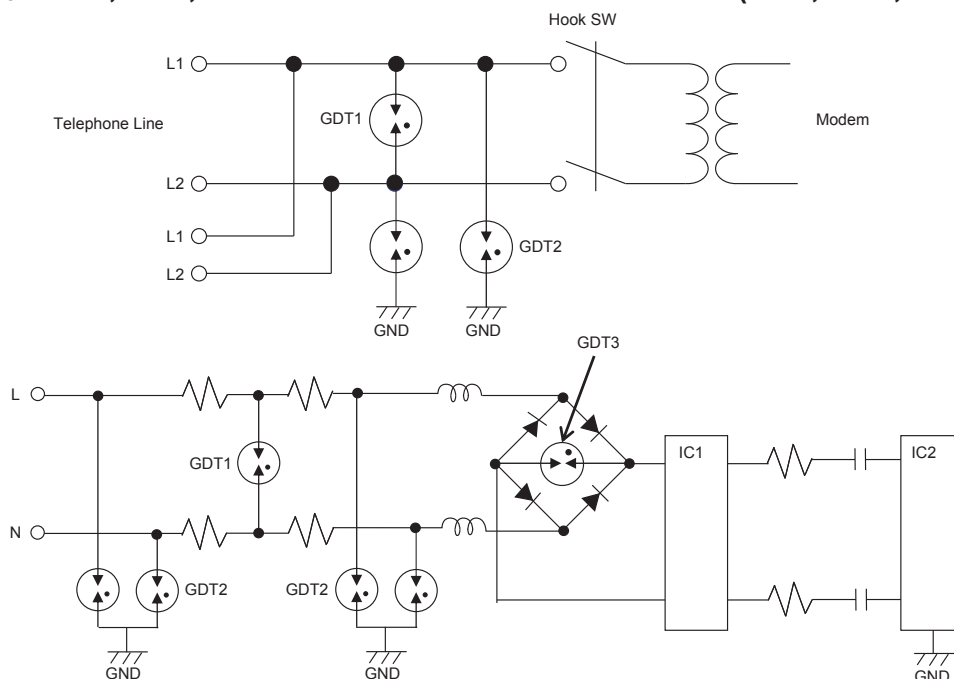 Hook SW
L1
GDT1
Telephone Line
Modem
L2
L1
GDT2
L2
GND
GND
GDT3
L
GDT1
IC1
IC2
N
GDT2
GDT2
GND
GND
GND